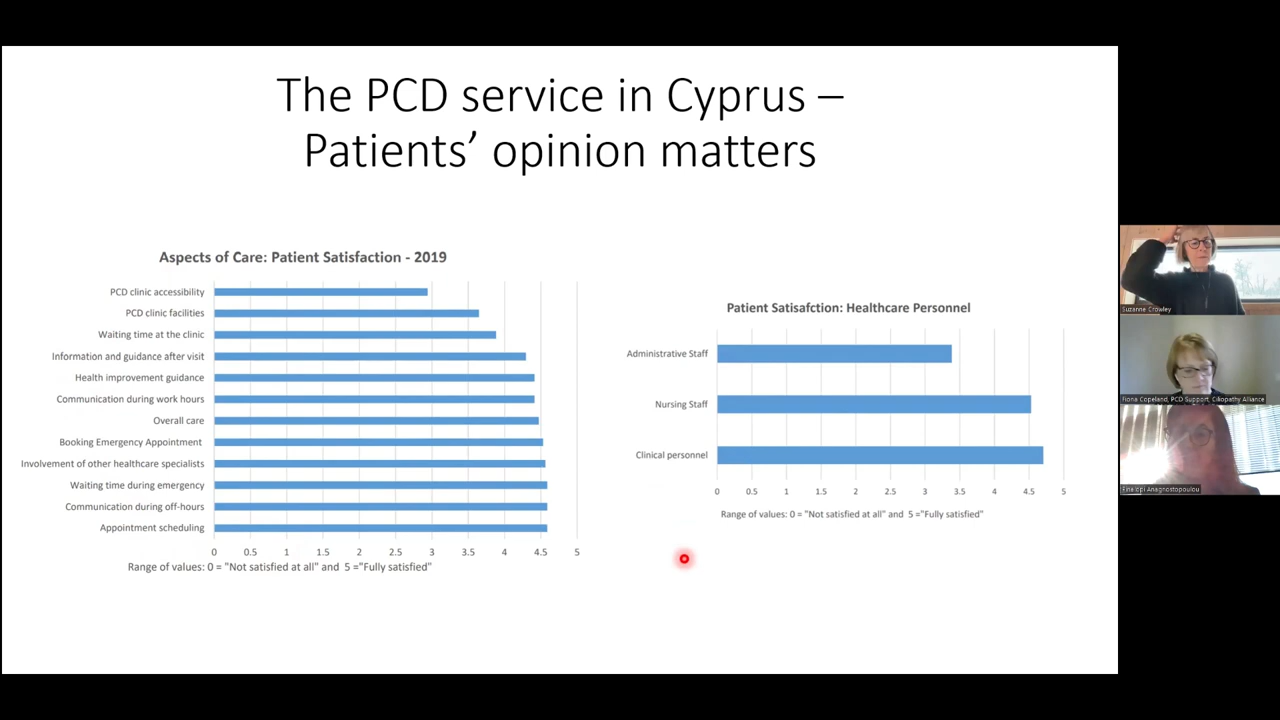 The PCD service in Cyprus –
Patients’ opinion matters
Aspects of Care: Patient Satisfaction - 2019
PCD clinic accessibility
PCD clinic facilities
Waiting time at the clinic
Information and guidance after visit
Health improvement guidance
Communication during work hours
Overall care
Booking Emergency Appointment
Involvement of other healthcare specialists
Waiting time during emergency
Communication during off-hours
Appointment scheduling
0 0.5 1 1.5 2 2.5 3 3.5 4 4.5 5
Range of values: 0 = "Not satisfied at all" and 5 ="Fully satisfied"
Patient Satisafction: Healthcare Personnel
Administrative Staff
Nursing Staff
Clinical personnel
0 0.5 1 1.5 2 2.5 3 3.5 4 4.5 5
Range of values: 0 = "Not satisfied at all" and 5 ="Fully satisfied"
Suzanne Crowley
Fiona Copeland, PCD Support, Ciliopathy Alliance
Pinelopi Anagnostopoulou